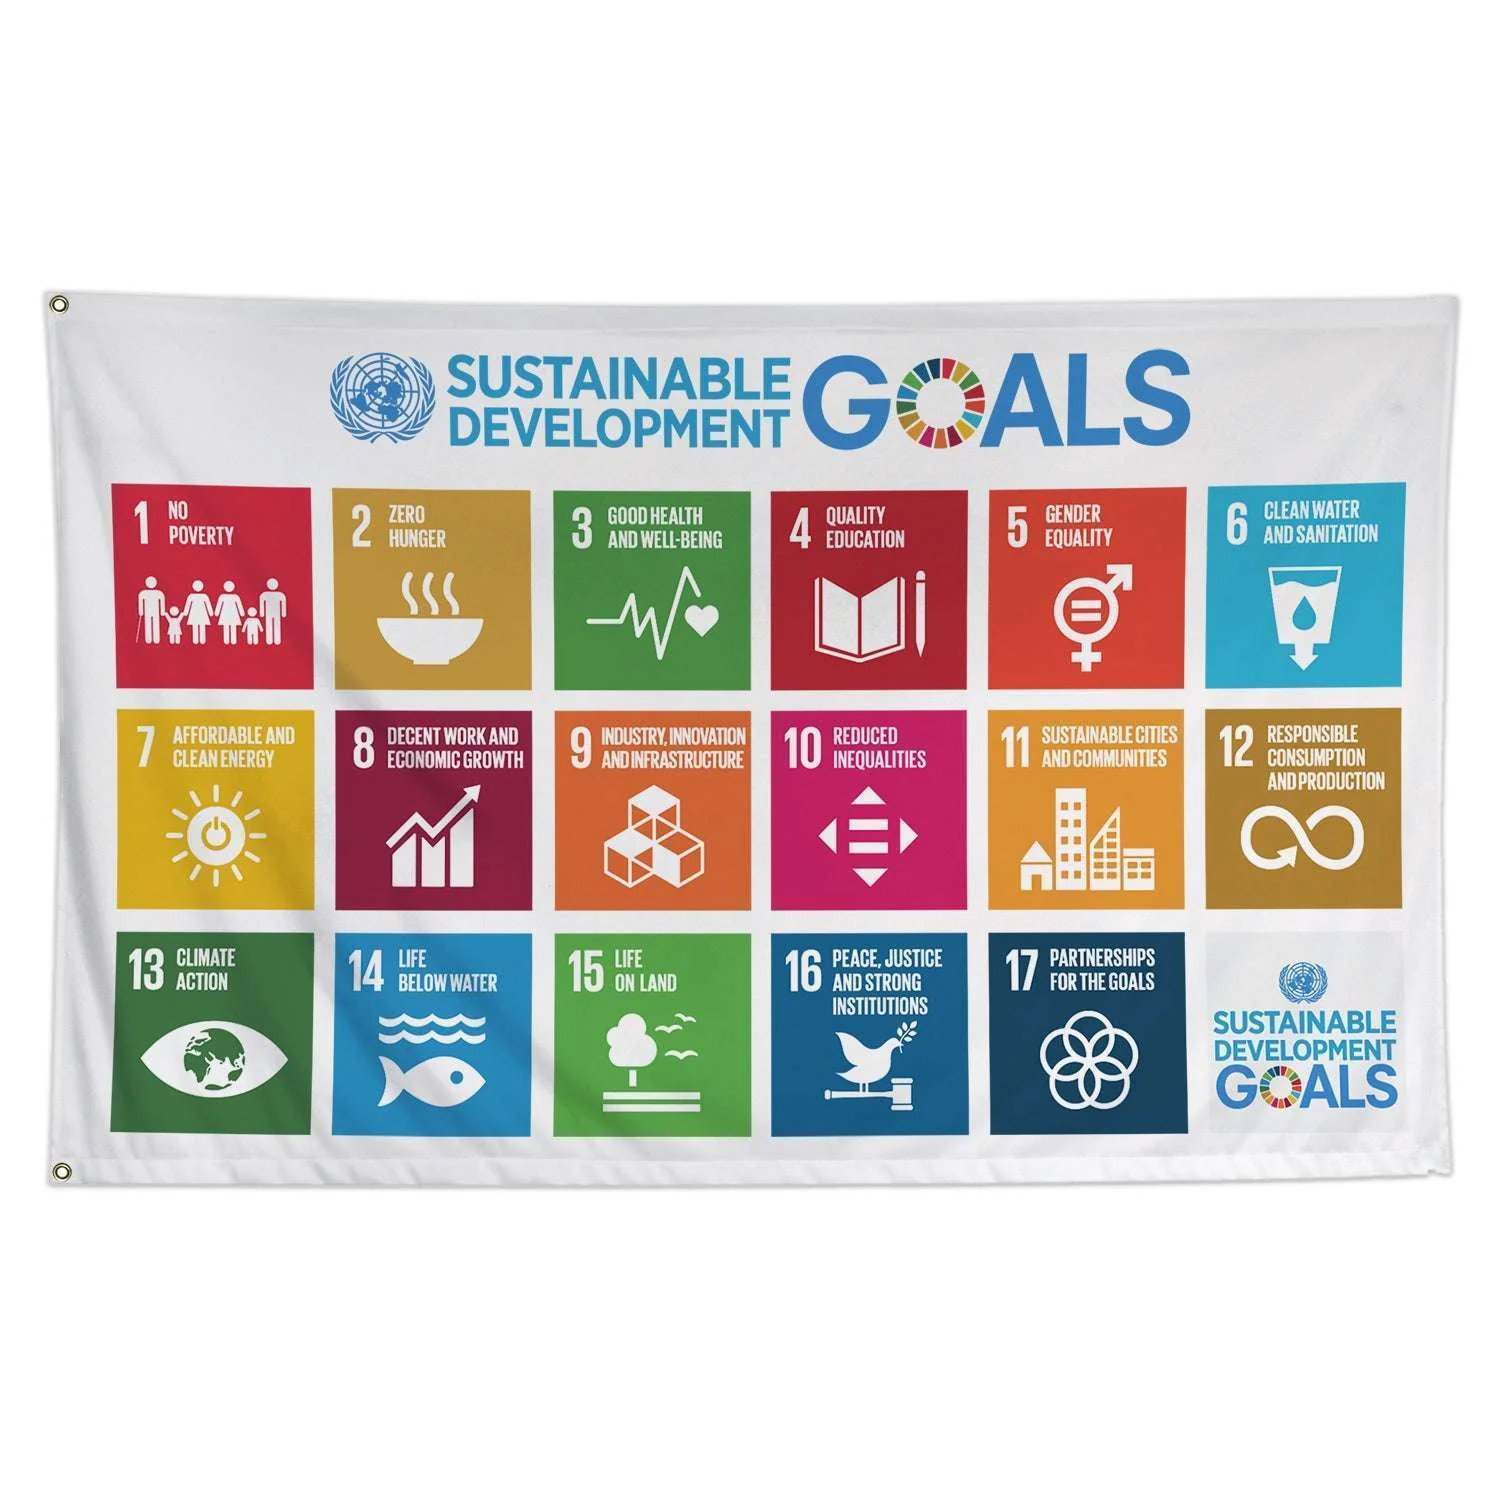 SUSTAINABLE
DEVELOPMENT
GOALS
1 NO
POVERTY
2 ZERO
HUNGER
3 GOOD HEALTH
AND WELL-BEING
4 QUALITY
EDUCATION
5 GENDER
EQUALITY
6 CLEAN WATER
AND SANITATION
7 AFFORDABLE AND
CLEAN ENERGY
8 DECENT WORK AND
ECONOMIC GROWTH
9 INDUSTRY, INNOVATION
AND INFRASTRUCTURE
10 REDUCED
INEQUALITIES
11 SUSTAINABLE CITIES
AND COMMUNITIES
12 RESPONSIBLE
CONSUMPTION
AND PRODUCTION
13 CLIMATE
ACTION
14 LIFE
BELOW WATER
15 LIFE
ON LAND
16 PEACE, JUSTICE
AND STRONG
INSTITUTIONS
17 PARTNERSHIPS
FOR THE GOALS
SUSTAINABLE
DEVELOPMENT
GOALS